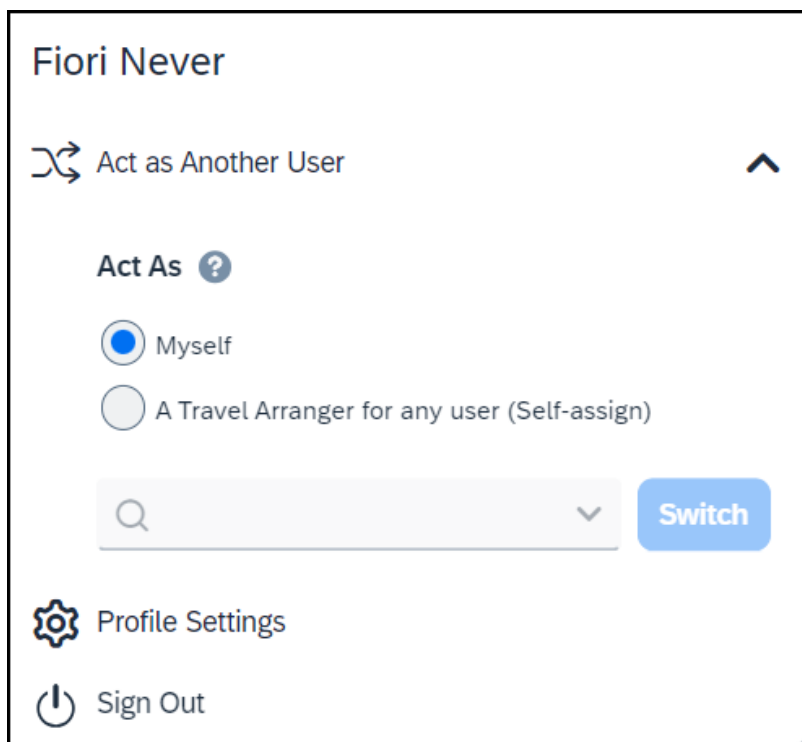 Fiori Never
Act as Another User
Act As ?
Myself
A Travel Arranger for any user (Self-assign)
Switch
Profile Settings
Sign Out